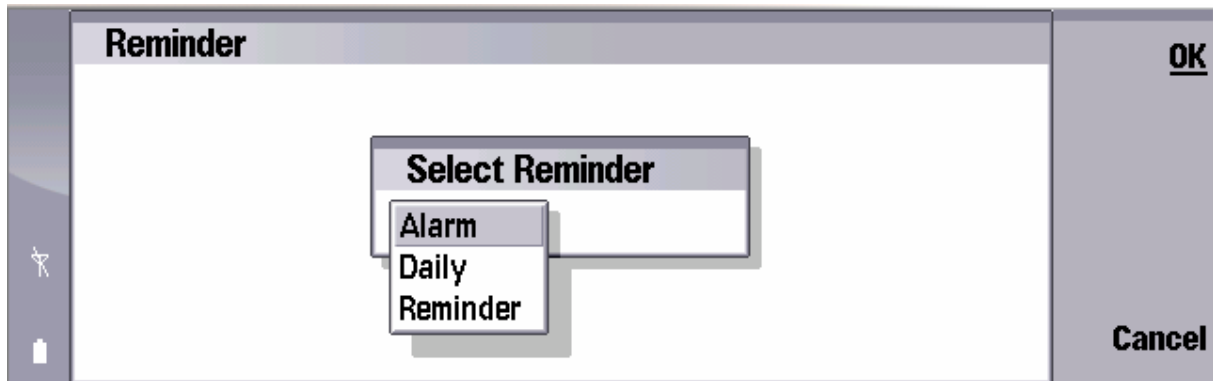 Reminder
OK
Select Reminder
Alarm
Daily
Reminder
Cancel